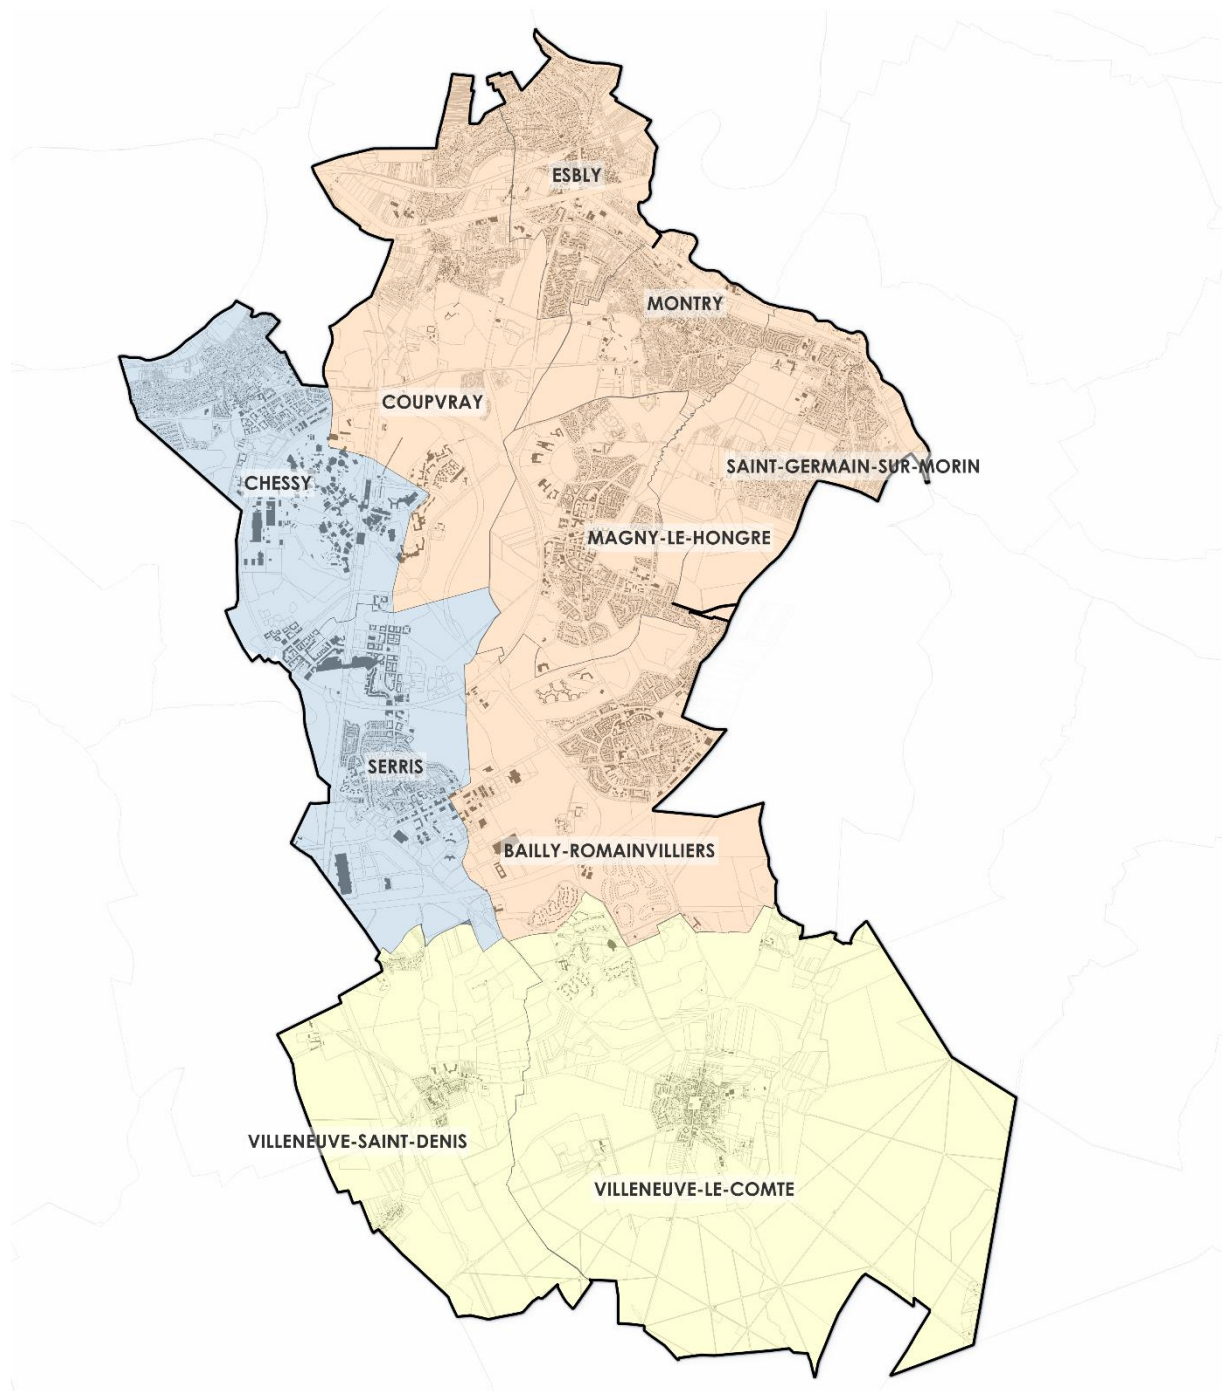 ESBLY
MONTRY
COUPVRAY
SAINT-GERMAIN-SUR-MORIN
CHESSY
MAGNY-LE-HONGRE
SERRIS
BAILLY-ROMAINVILLIERS
VILLENEUVE-SAINT-DENIS
VILLENEUVE-LE-COMTE